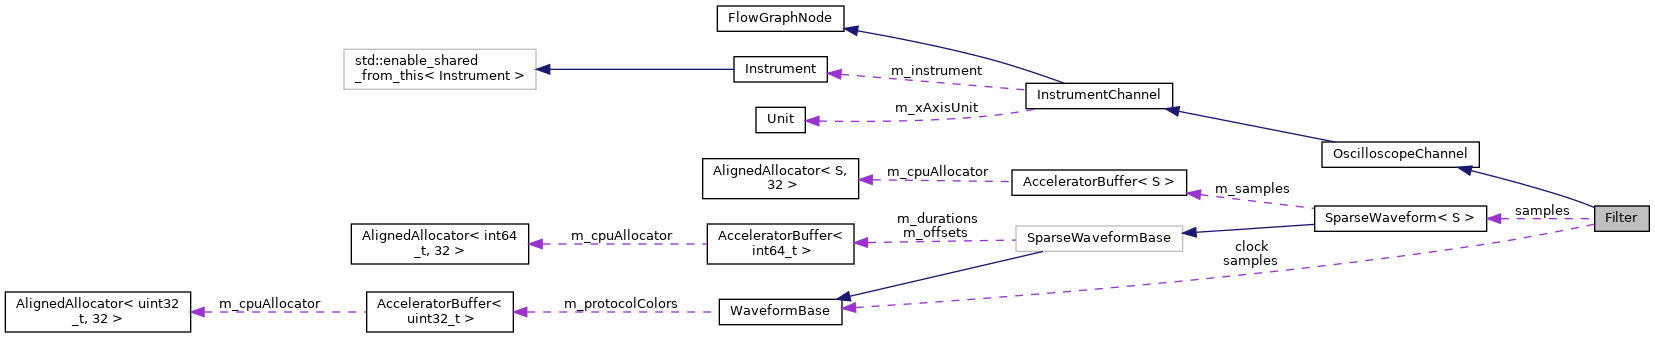 FlowGraphNode
std::enable_shared
_from_this< Instrument >
Instrument
m_instrument
InstrumentChannel
m_xAxisUnit
Unit
OscilloscopeChannel
AlignedAllocator< S,
32 >
m_cpuAllocator
AcceleratorBuffer< S >
m_samples
SparseWaveform< S >
samples
Filter
AlignedAllocator< int64
_t, 32 >
m_cpuAllocator
AcceleratorBuffer<
int64_t >
m_durations
m_offsets
SparseWaveformBase
clock
samples
AlignedAllocator< uint32
_t, 32 >
m_cpuAllocator
AcceleratorBuffer<
uint32_t >
m_protocolColors
WaveformBase